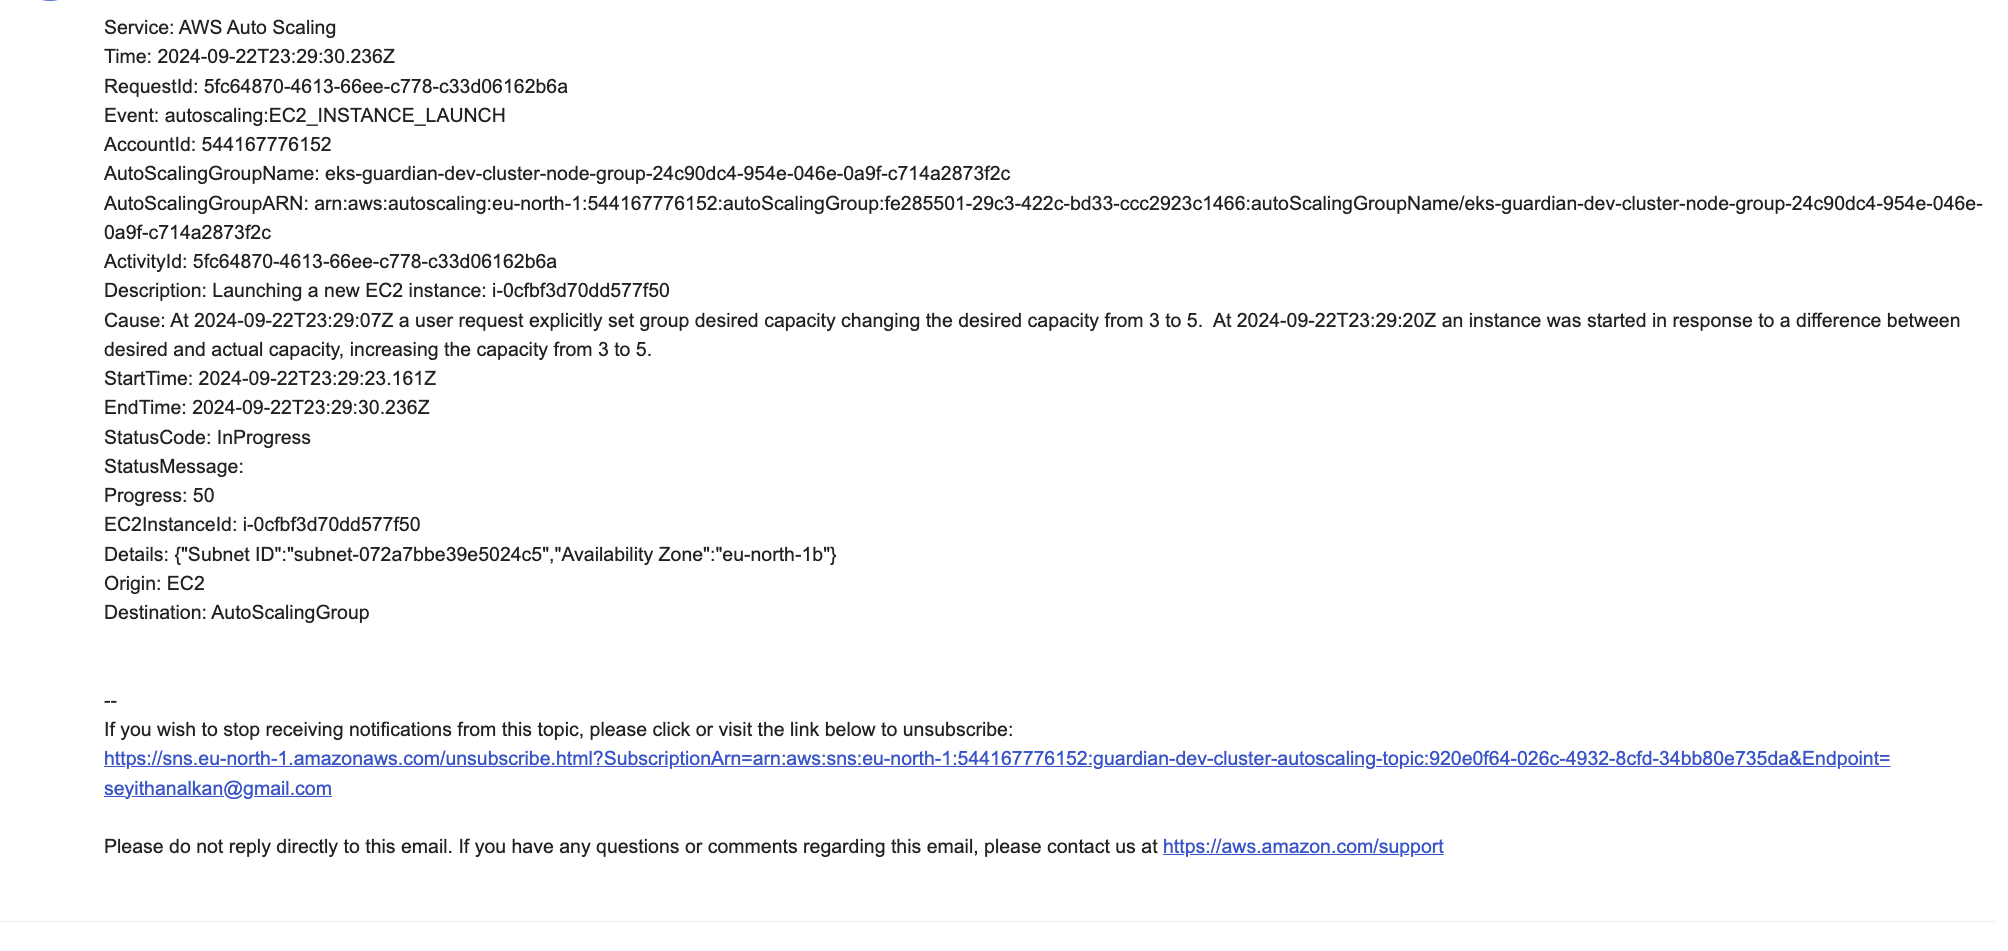 Service: AWS Auto Scaling
Time: 2024-09-22T23:29:30.236Z
RequestId: 5fc64870-4613-66ee-c778-c33d06162b6a
Event: autoscaling:EC2_INSTANCE_LAUNCH
AccountId: 544167776152
AutoScalingGroupName: eks-guardian-dev-cluster-node-group-24c90dc4-954e-046e-0a9f-c714a2873f2c
AutoScalingGroupARN: arn:aws:autoscaling:eu-north-1:544167776152:autoScalingGroup:fe285501-29c3-422c-bd33-ccc2923c1466:autoScalingGroupName/eks-guardian-dev-cluster-node-group-24c90dc4-954e-046e-
0a9f-c714a2873f2c
ActivityId: 5fc64870-4613-66ee-c778-c33d06162b6a
Description: Launching a new EC2 instance: i-0cfbf3d70dd577f50
Cause: At 2024-09-22T23:29:07Z a user request explicitly set group desired capacity changing the desired capacity from 3 to 5.  At 2024-09-22T23:29:20Z an instance was started in response to a difference between
desired and actual capacity, increasing the capacity from 3 to 5.
StartTime: 2024-09-22T23:29:23.161Z
EndTime: 2024-09-22T23:29:30.236Z
StatusCode: InProgress
StatusMessage:
Progress: 50
EC2InstanceId: i-0cfbf3d70dd577f50
Details: {"Subnet ID":"subnet-072a7bbe39e5024c5","Availability Zone":"eu-north-1b"}
Origin: EC2
Destination: AutoScalingGroup
--
If you wish to stop receiving notifications from this topic, please click or visit the link below to unsubscribe:
https://sns.eu-north-1.amazonaws.com/unsubscribe.html?SubscriptionArn=arn:aws:sns:eu-north-1:544167776152:guardian-dev-cluster-autoscaling-topic:920e0f64-026c-4932-8cfd-34bb80e735da&Endpoint=
seyithanalkan@gmail.com
Please do not reply directly to this email. If you have any questions or comments regarding this email, please contact us at https://aws.amazon.com/support